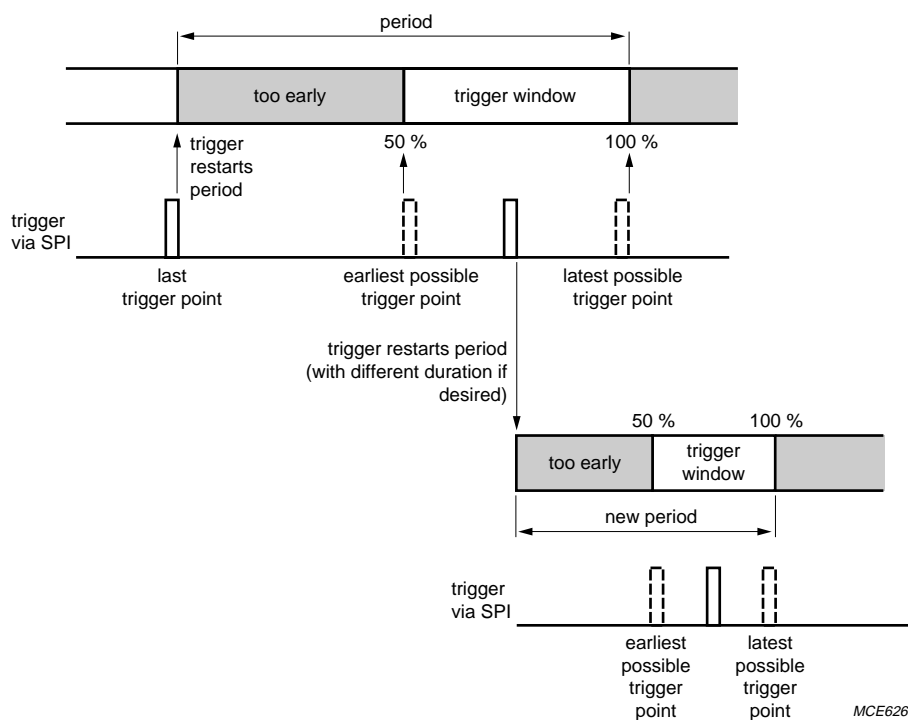 period
too early
trigger window
trigger
restarts
period
50 %
100 %
trigger
via SPI
last
trigger point
earliest possible
trigger point
latest possible
trigger point
trigger restarts period
(with different duration if
desired)
50 %
100 %
too early
trigger
window
new period
trigger
via SPI
earliest
possible
trigger
point
latest
possible
trigger
point
MCE626